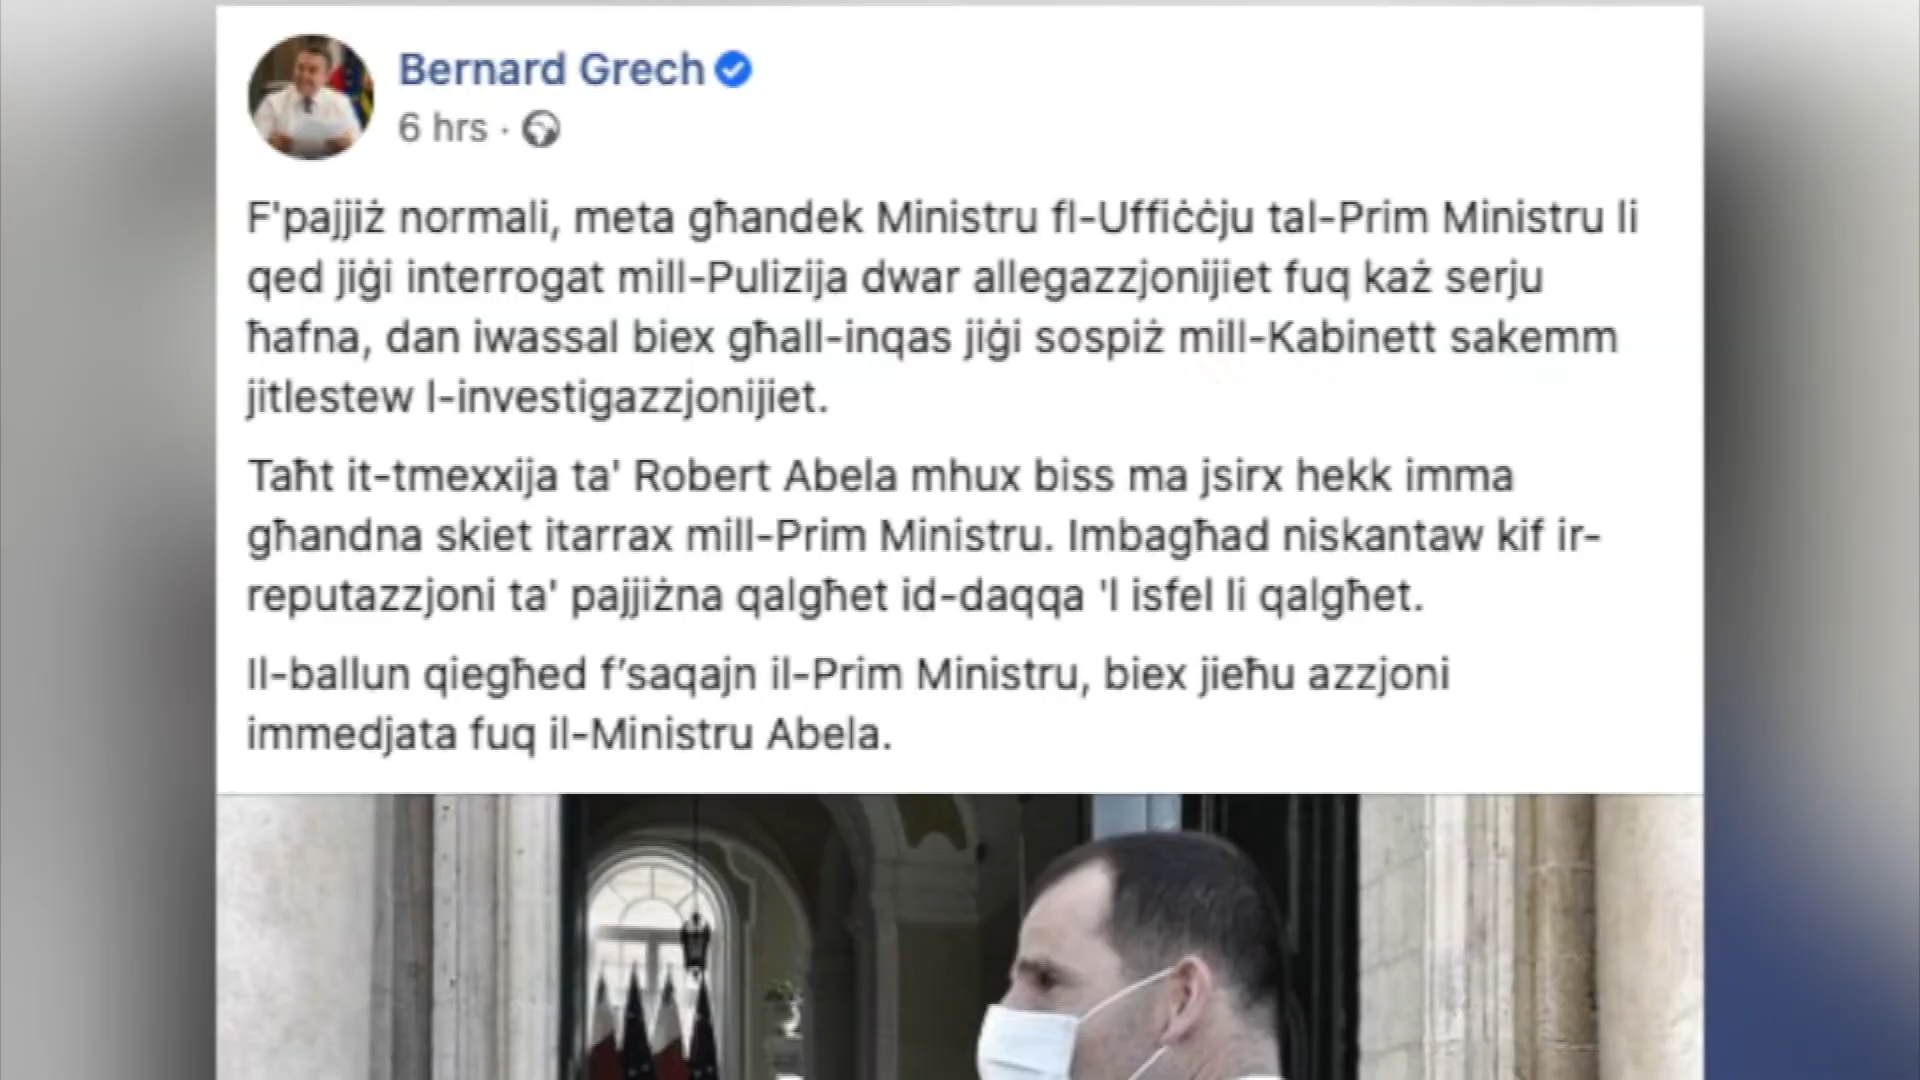 Bernard Grech
6 hrs ·
F'pajjiż normali, meta għandek Ministru fl-Uffiċċju tal-Prim Ministru li
qed jiġi interrogat mill-Pulizija dwar allegazzjonijiet fuq każ serju
ħafna, dan iwassal biex għall-inqas jiġi sospiż mill-Kabinett sakemm
jitlestew l-investigazzjonijiet.
Taħt it-tmexxija ta' Robert Abela mhux biss ma jsirx hekk imma
għandna skiet itarrax mill-Prim Ministru. Imbagħad niskantaw kif ir-
reputazzjoni ta' pajjiżna qalgħet id-daqqa 'l isfel li qalgħet.
Il-ballun qiegħed f’saqajn il-Prim Ministru, biex jieħu azzjoni
immedjata fuq il-Ministru Abela.